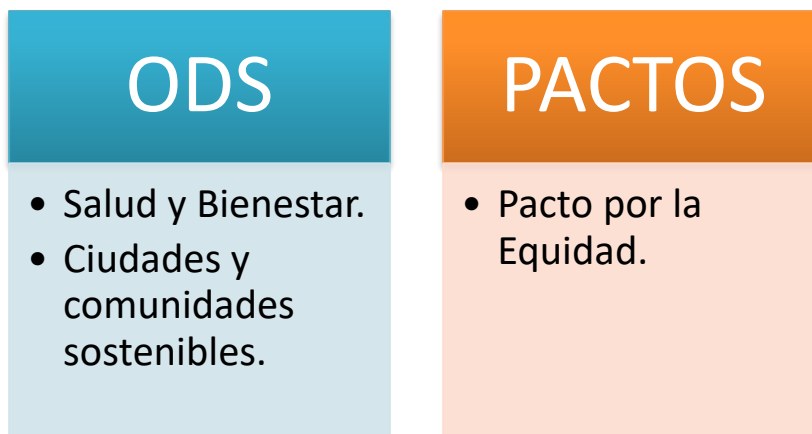 ODS
• Salud y Bienestar.
• Ciudades y
comunidades
sostenibles.
PACTOS
• Pacto por la
Equidad.